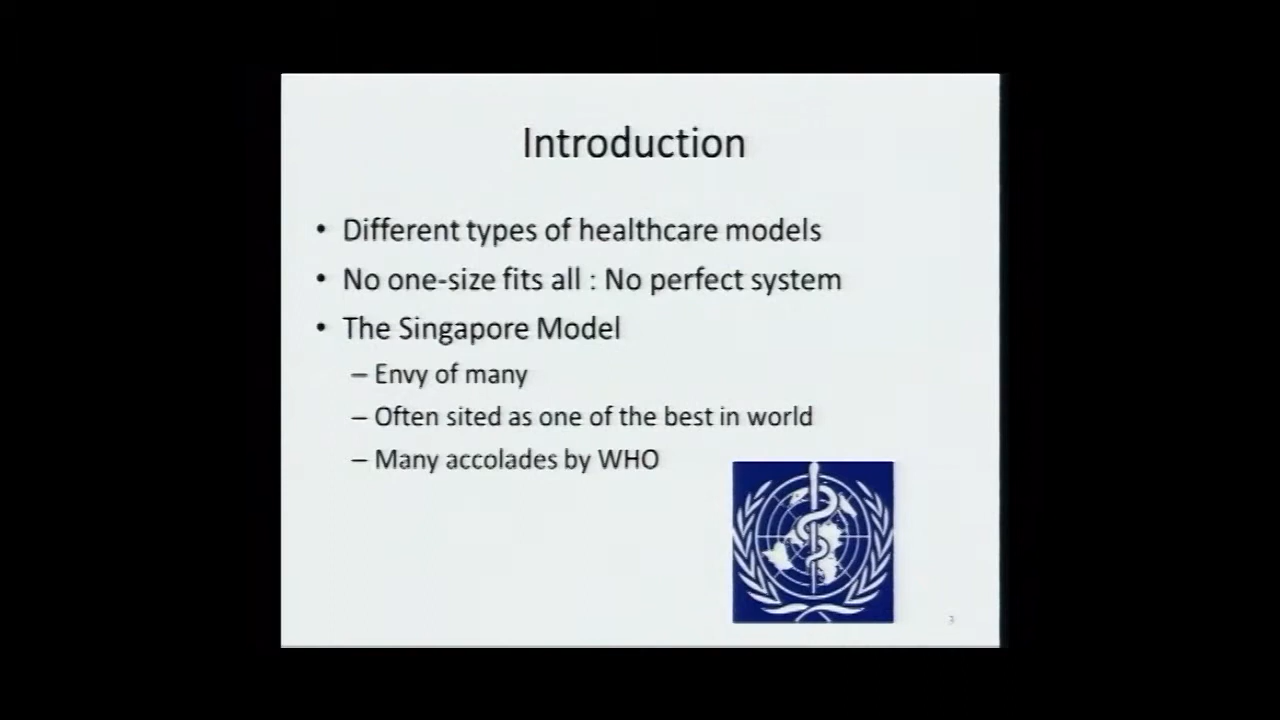 Introduction
• Different types of healthcare models
• No one-size fits all : No perfect system
• The Singapore Model
– Envy of many
– Often sited as one of the best in world
– Many accolades by WHO
3